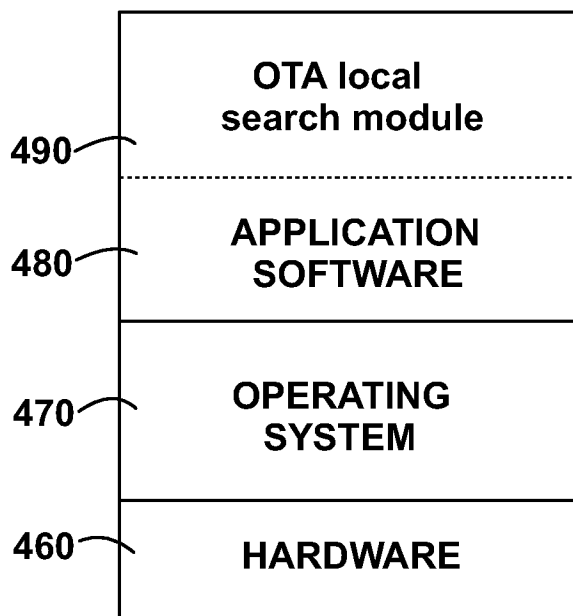 OTA local
search module
490
APPLICATION
SOFTWARE
480
OPERATING
SYSTEM
470
HARDWARE
460